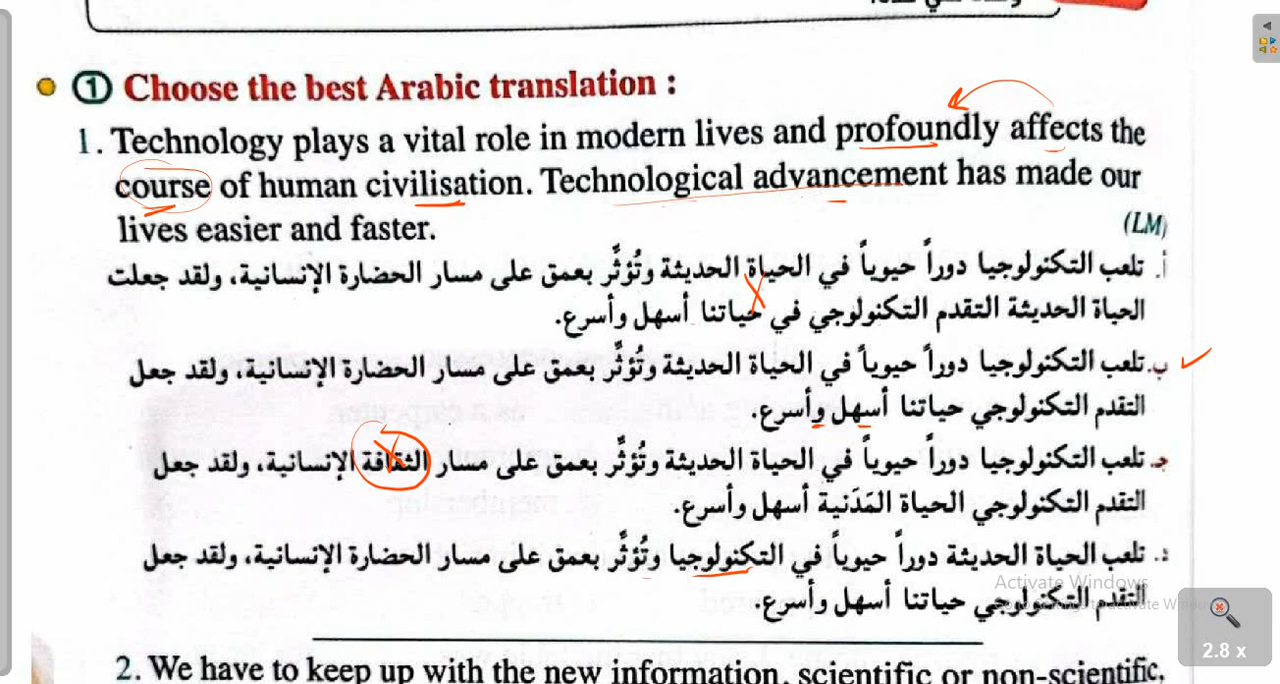 ① Choose the best Arabic translation :
1. Technology plays a vital role in modern lives and profoundly affects the
course of human civilisation. Technological advancement has made our
lives easier and faster.
(LM)
أ. تلعب التكنولوجيا دوراً حيوياً في الحياة الحديثة وتُؤثِّر بعمق على مسار الحضارة الإنسانية، ولقد جعلت
الحياة الحديثة التقدم التكنولوجي في حياتنا أسهل وأسرع.
ب. تلعب التكنولوجيا دوراً حيوياً في الحياة الحديثة وتُؤثِّر بعمق على مسار الحضارة الإنسانية، ولقد جعل
التقدم التكنولوجي حياتنا أسهل وأسرع.
جـ. تلعب التكنولوجيا دوراً حيوياً في الحياة الحديثة وتُؤثِّر بعمق على مسار الثقافة الإنسانية، ولقد جعل
التقدم التكنولوجي الحياة المَدَنية أسهل وأسرع.
د. تلعب الحياة الحديثة دوراً حيوياً في التكنولوجيا وتُؤثِّر بعمق على مسار الحضارة الإنسانية، ولقد جعل
التقدم التكنولوجي حياتنا أسهل وأسرع.
Activate Windows
2.8 x
2. We have to keep up with the new information, scientific or non-scientific,